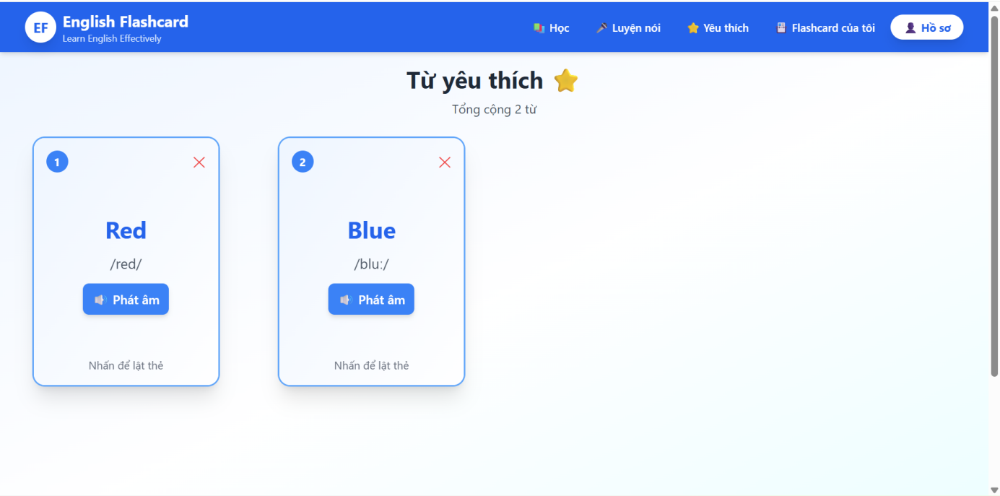 EF
English Flashcard
Learn English Effectively
Học
Luyện nói
Yêu thích
Flashcard của tôi
Hồ sơ
Từ yêu thích
Tổng cộng 2 từ
1
Red
/red/
Phát âm
Nhấn để lật thẻ
2
Blue
/bluː/
Phát âm
Nhấn để lật thẻ